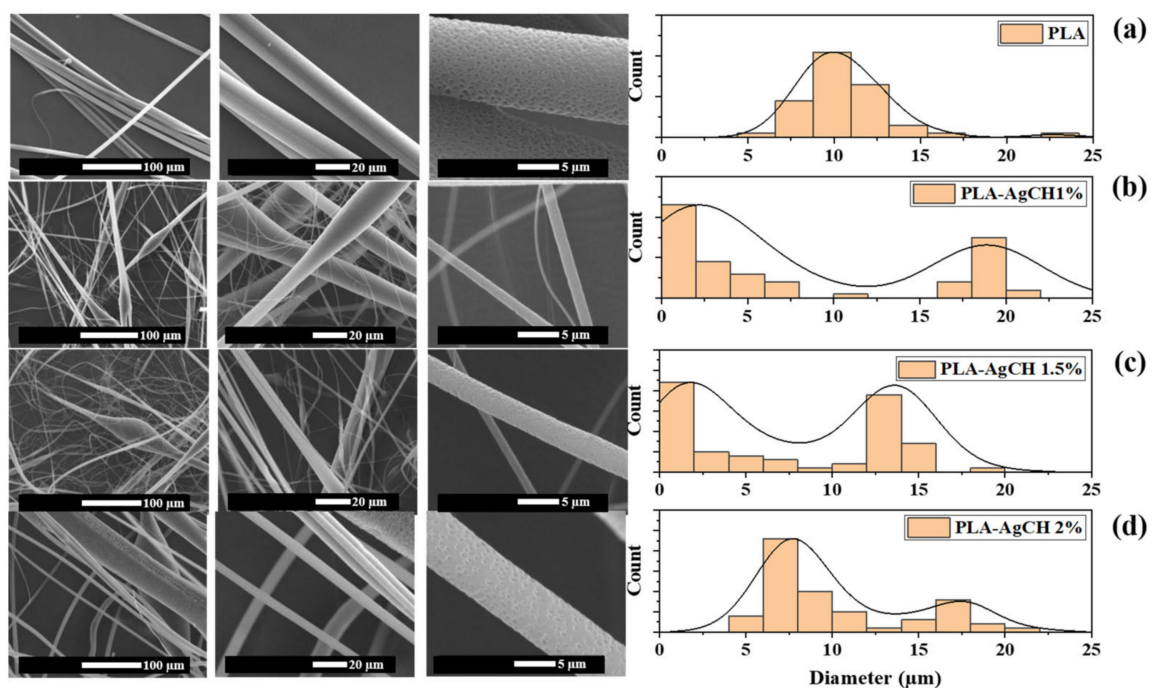 100 µm 20 µm 5 µm
Count
PLA
(a)
0 5 10 15 20 25
100 µm 20 µm 5 µm
Count
PLA-AgCH1%
(b)
0 5 10 15 20 25
100 µm 20 µm 5 µm
Count
PLA-AgCH 1.5%
(c)
0 5 10 15 20 25
100 µm 20 µm 5 µm
Count
PLA-AgCH 2%
(d)
0 5 10 15 20 25
Diameter (µm)